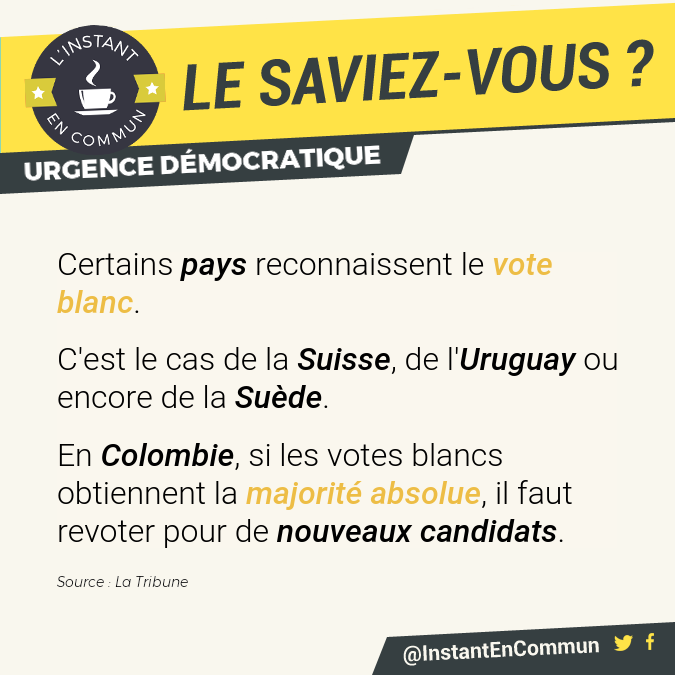 L'INSTANT
EN COMMUN
LE SAVIEZ-VOUS ?
URGENCE DÉMOCRATIQUE
Certains pays reconnaissent le vote
blanc.
C'est le cas de la Suisse, de l'Uruguay ou
encore de la Suède.
En Colombie, si les votes blancs
obtiennent la majorité absolue, il faut
revoter pour de nouveaux candidats.
Source : La Tribune
@InstantEnCommun